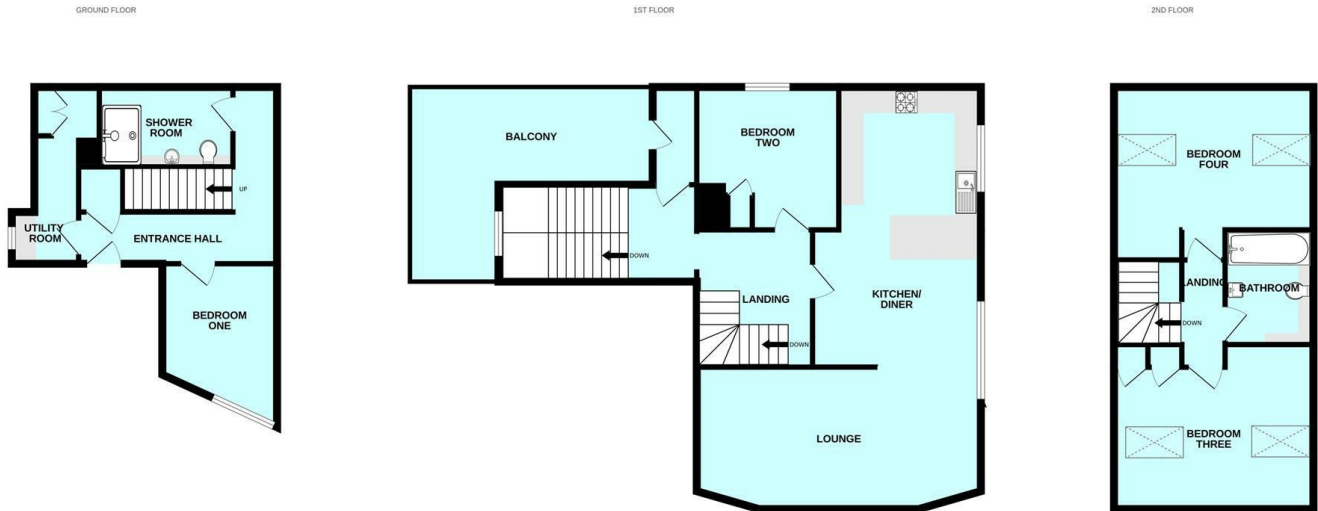 GROUND FLOOR
1ST FLOOR
2ND FLOOR
SHOWER
ROOM
UP
UTILITY
ROOM
ENTRANCE HALL
BEDROOM
ONE
BALCONY
BEDROOM
TWO
DOWN
LANDING
KITCHEN/
DINER
DOWN
LOUNGE
BEDROOM
FOUR
LANDING
BATHROOM
DOWN
BEDROOM
THREE